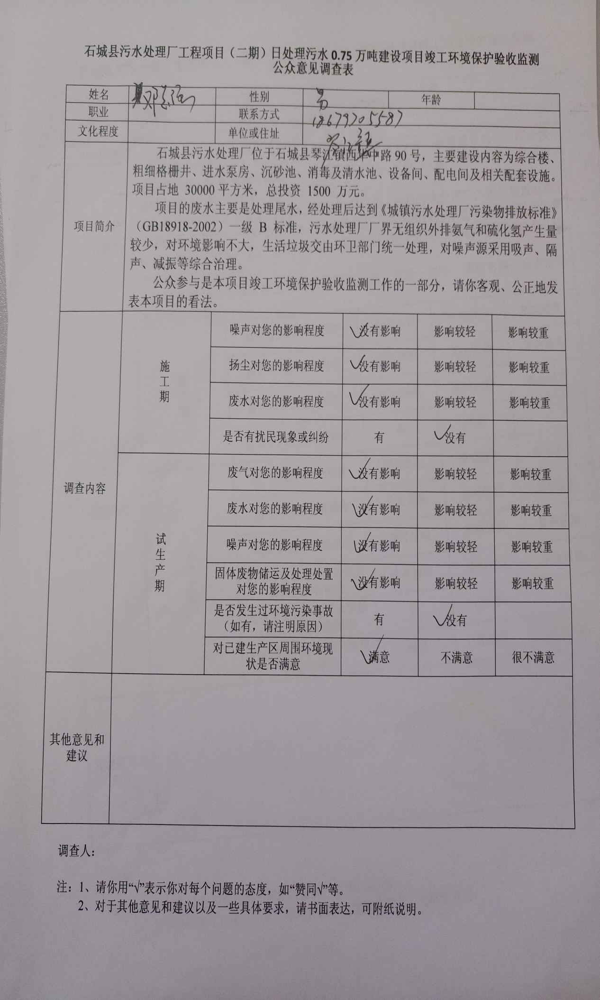 石城县污水处理厂工程项目（二期）日处理污水 0.75 万吨建设项目竣工环境保护验收监测
公众意见调查表
姓名 邓志强 性别 男 年龄
职业 联系方式 18679705587
文化程度 单位或住址 琴江镇
石城县污水处理厂位于石城县琴江镇西华中路 90 号，主要建设内容为综合楼、
粗细格栅井、进水泵房、沉砂池、消毒及清水池、设备间、配电间及相关配套设施。
项目占地 30000 平方米，总投资 1500 万元。
项目的废水主要是处理尾水，经处理后达到《城镇污水处理厂污染物排放标准》
项目简介 （GB18918-2002）一级 B 标准，污水处理厂厂界无组织外排氨气和硫化氢产生量
较少，对环境影响不大，生活垃圾交由环卫部门统一处理，对噪声源采用吸声、隔
声、减振等综合治理。
公众参与是本项目竣工环境保护验收监测工作的一部分，请你客观、公正地发
表本项目的看法。
调查内容
施工期
噪声对您的影响程度 √没有影响 影响较轻 影响较重
扬尘对您的影响程度 √没有影响 影响较轻 影响较重
废水对您的影响程度 √没有影响 影响较轻 影响较重
是否有扰民现象或纠纷 有 √没有
试生产期
废气对您的影响程度 √没有影响 影响较轻 影响较重
废水对您的影响程度 √没有影响 影响较轻 影响较重
噪声对您的影响程度 √没有影响 影响较轻 影响较重
固体废物储运及处理处置
对您的影响程度 √没有影响 影响较轻 影响较重
是否发生过环境污染事故
（如有，请注明原因） 有 √没有
对已建生产区周围环境现
状是否满意 √满意 不满意 很不满意
其他意见和
建议
调查人：
注：1、请你用“√”表示你对每个问题的态度，如“赞同√”等。
2、对于其他意见和建议以及一些具体要求，请书面表达，可附纸说明。